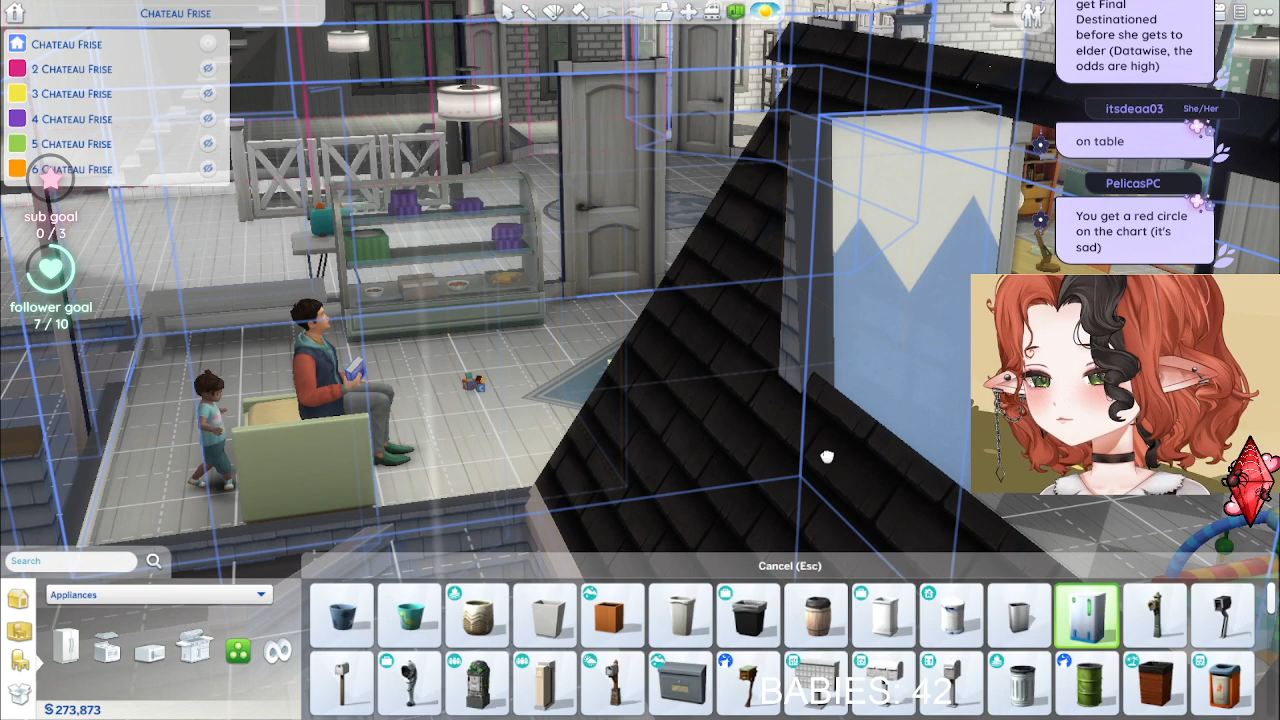 CHATEAU FRISE
CHATEAU FRISE
2 CHATEAU FRISE
3 CHATEAU FRISE
4 CHATEAU FRISE
5 CHATEAU FRISE
6 CHATEAU FRISE
sub goal
0 / 3
follower goal
7 / 10
get Final
Destinationed
before she gets to
elder (Datawise, the
odds are high)
itsdeaa03 She/Her
on table
PelicasPC
You get a red circle
on the chart (it's
sad)
Search
Cancel (Esc)
Appliances
BABIES: 42
§273,873